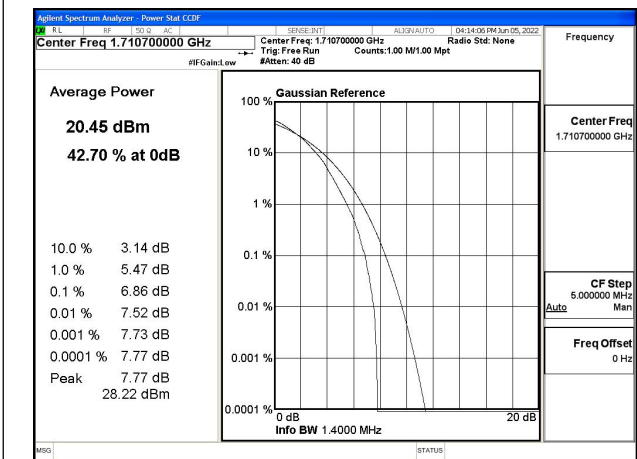 Agilent Spectrum Analyzer - Power Stat CCDF
RL RF 50 Ω AC SENSE:INT ALIGN AUTO 04:14:06 PM Jun 05, 2022
Center Freq 1.710700000 GHz
Center Freq: 1.710700000 GHz Radio Std: None
Trig: Free Run Counts:1.00 M/1.00 Mpt
#IFGain:Low #Atten: 40 dB
Frequency
Average Power
20.45 dBm
42.70 % at 0dB
10.0 % 3.14 dB
1.0 % 5.47 dB
0.1 % 6.86 dB
0.01 % 7.52 dB
0.001 % 7.73 dB
0.0001 % 7.77 dB
Peak 7.77 dB
28.22 dBm
Gaussian Reference
100 %
10 %
1 %
0.1 %
0.01 %
0.001 %
0.0001 %
0 dB 20 dB
Info BW 1.4000 MHz
Center Freq
1.710700000 GHz
CF Step
5.000000 MHz
Auto Man
Freq Offset
0 Hz
MSG STATUS